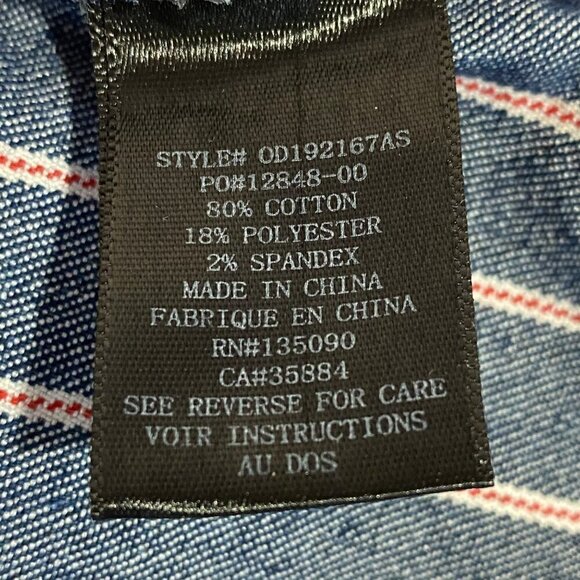 STYLE# OD192167AS
PO#12848-00
80% COTTON
18% POLYESTER
2% SPANDEX
MADE IN CHINA
FABRIQUE EN CHINA
RN#135090
CA#35884
SEE REVERSE FOR CARE
VOIR INSTRUCTIONS
AU DOS